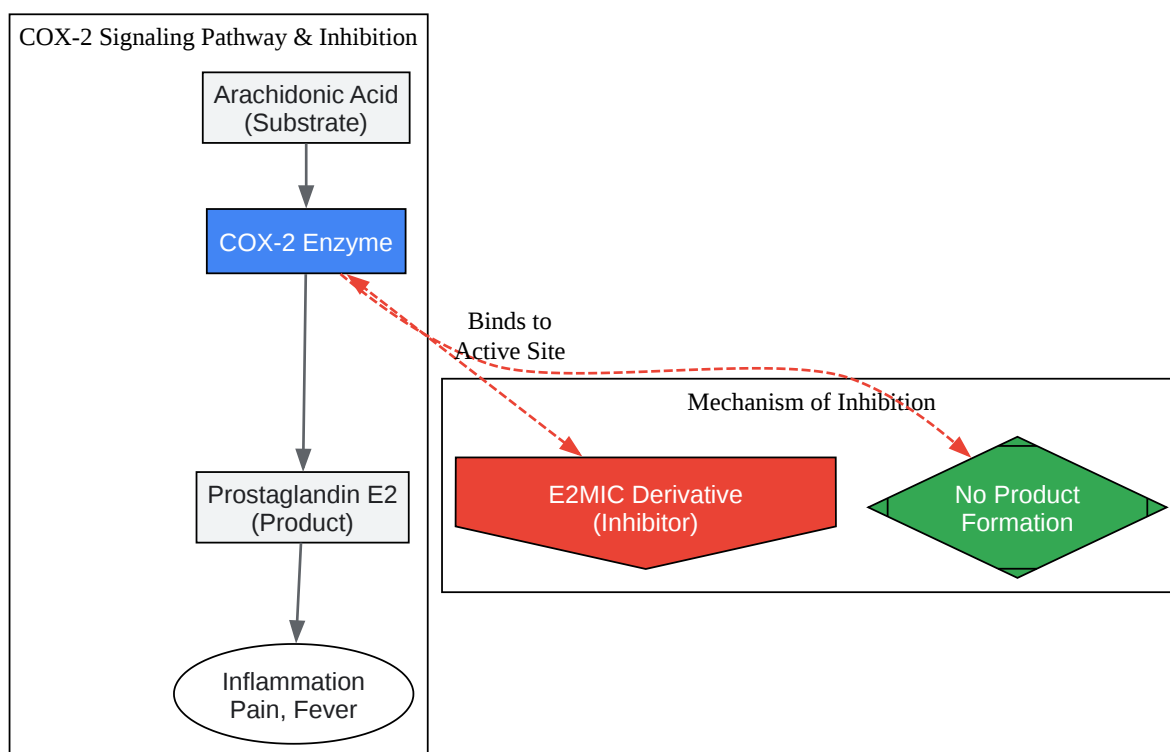 COX-2 Signaling Pathway & Inhibition
Arachidonic Acid
(Substrate)
COX-2 Enzyme
Binds to
Active Site
Mechanism of Inhibition
Prostaglandin E2
(Product)
E2MIC Derivative
(Inhibitor)
No Product
Formation
Inflammation
Pain, Fever